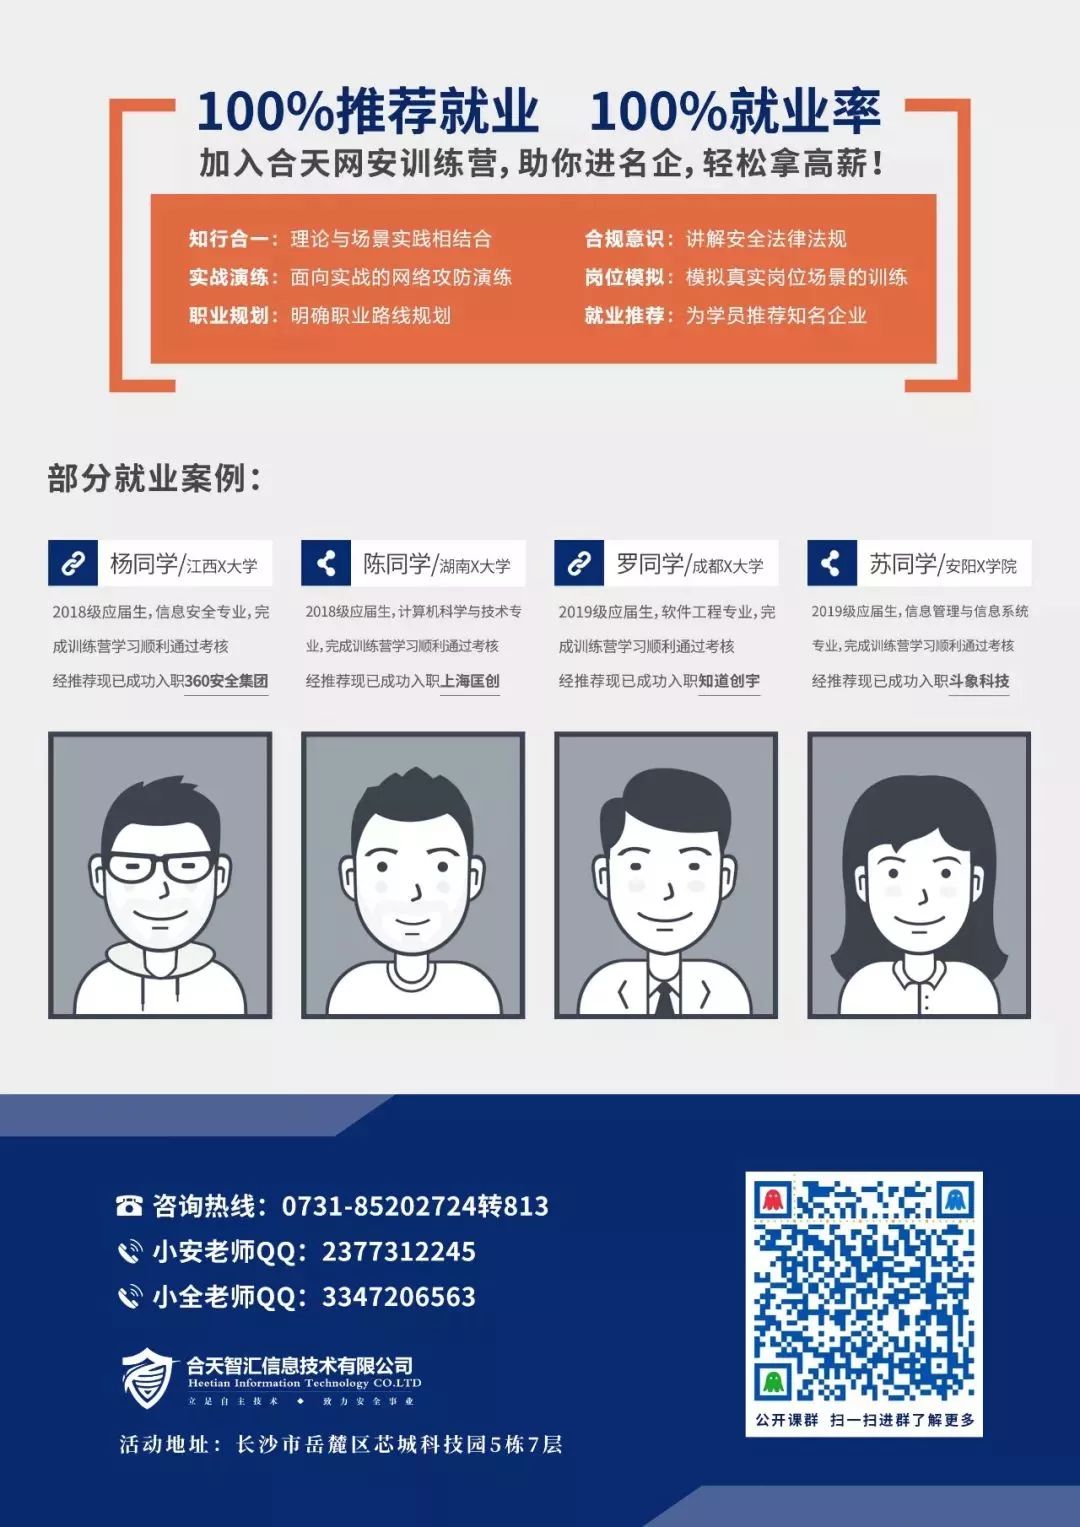 100%推荐就业 100%就业率
加入合天网安训练营，助你进名企，轻松拿高薪！
知行合一：理论与场景实践相结合
合规意识：讲解安全法律法规
实战演练：面向实战的网络攻防演练
岗位模拟：模拟真实岗位场景的训练
职业规划：明确职业路线规划
就业推荐：为学员推荐知名企业
部分就业案例：
杨同学/江西X大学
2018级应届生，信息安全专业，完
成训练营学习顺利通过考核
经推荐现已成功入职360安全集团
陈同学/湖南X大学
2018级应届生，计算机科学与技术专
业，完成训练营学习顺利通过考核
经推荐现已成功入职上海匡创
罗同学/成都X大学
2019级应届生，软件工程专业，完
成训练营学习顺利通过考核
经推荐现已成功入职知道创宇
苏同学/安阳X学院
2019级应届生，信息管理与信息系统
专业，完成训练营学习顺利通过考核
经推荐现已成功入职斗象科技
咨询热线：0731-85202724转813
小安老师QQ：2377312245
小全老师QQ：3347206563
合天智汇信息技术有限公司
Heetian Information Technology CO.LTD
立足自主技术 ◆ 致力安全事业
活动地址：长沙市岳麓区芯城科技园5栋7层
公开课群 扫一扫进群了解更多